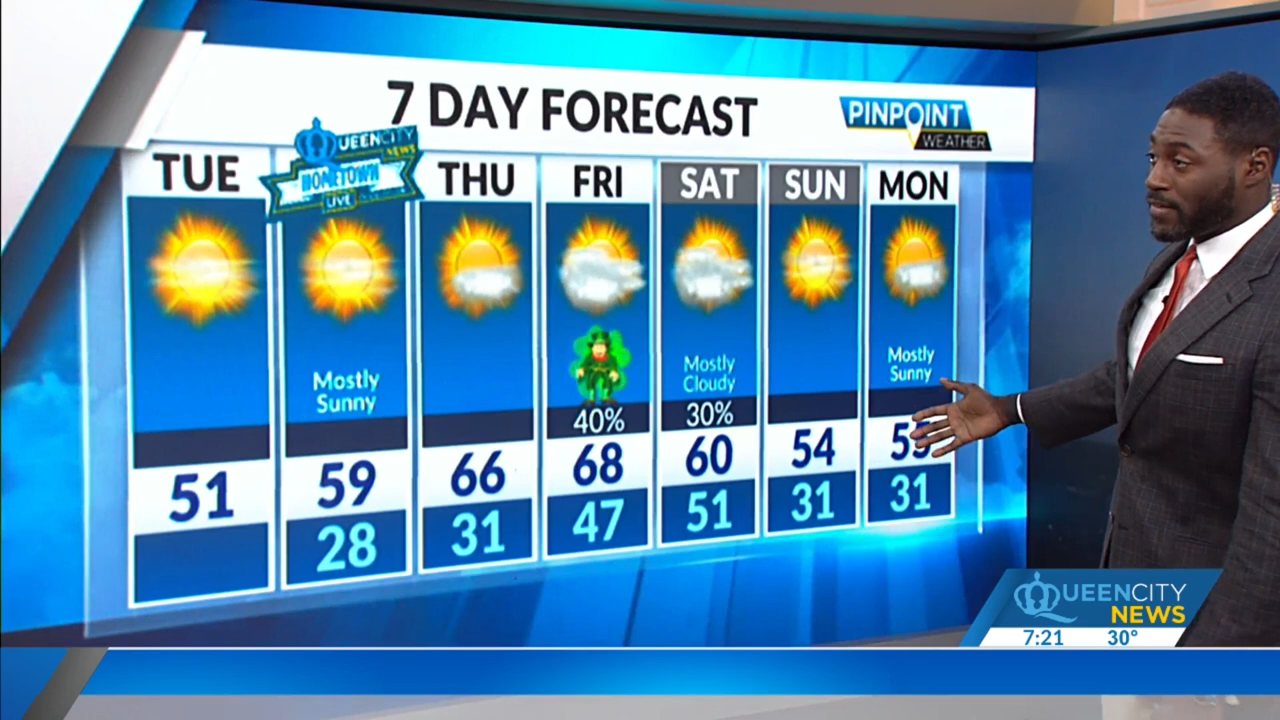 7 DAY FORECAST
PINPOINT
WEATHER
QUEENCITY
NEWS
HOMETOWN
LIVE
TUE THU FRI SAT SUN MON
Mostly Sunny
Mostly Cloudy
Mostly Sunny
40% 30%
51 59 66 68 60 54
28 31 47 51 31 31
QUEENCITY
NEWS
7:21 30°